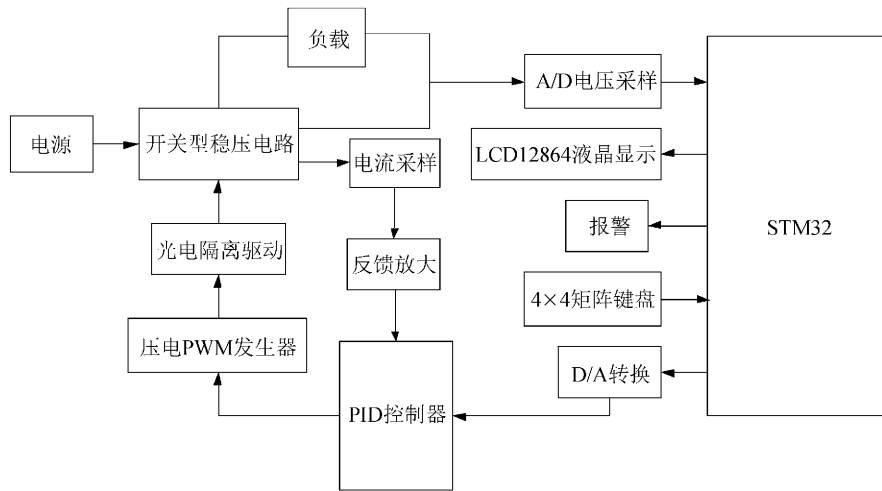 负载
A/D电压采样
电源
开关型稳压电路
电流采样
LCD12864液晶显示
报警
STM32
光电隔离驱动
反馈放大
4×4矩阵键盘
压电PWM发生器
D/A转换
PID控制器